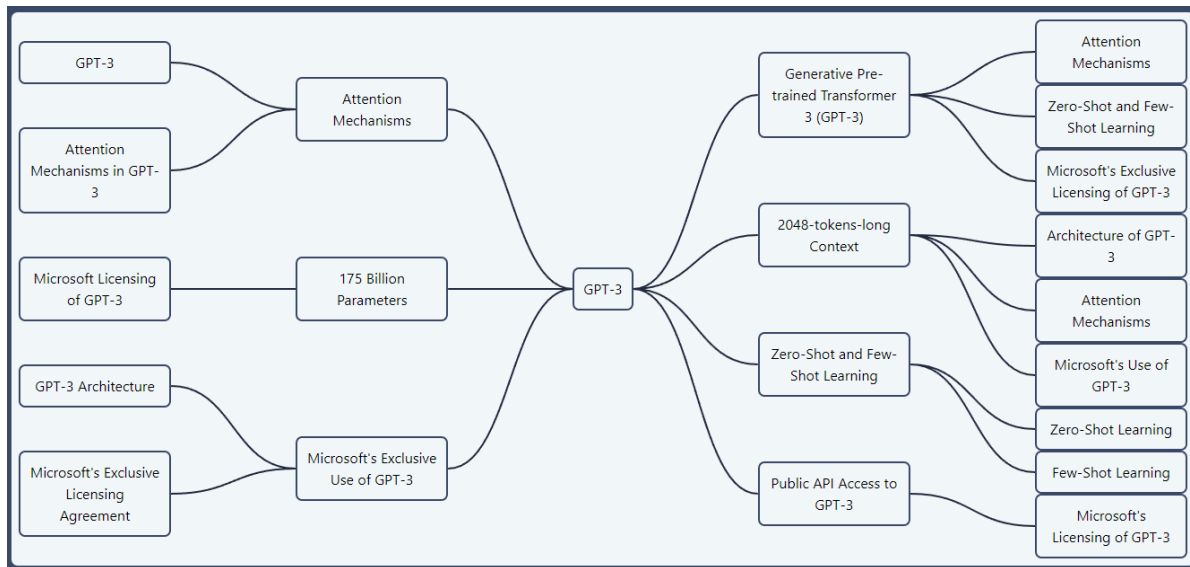 GPT-3
Attention
Mechanisms in GPT-
3
Microsoft Licensing
of GPT-3
GPT-3 Architecture
Microsoft's Exclusive
Licensing
Agreement
Attention
Mechanisms
175 Billion
Parameters
Microsoft's Exclusive
Use of GPT-3
GPT-3
Generative Pre-
trained Transformer
3 (GPT-3)
2048-tokens-long
Context
Zero-Shot and Few-
Shot Learning
Public API Access to
GPT-3
Attention
Mechanisms
Zero-Shot and Few-
Shot Learning
Microsoft's Exclusive
Licensing of GPT-3
Architecture of GPT-
3
Attention
Mechanisms
Microsoft's Use of
GPT-3
Zero-Shot Learning
Few-Shot Learning
Microsoft's
Licensing of GPT-3